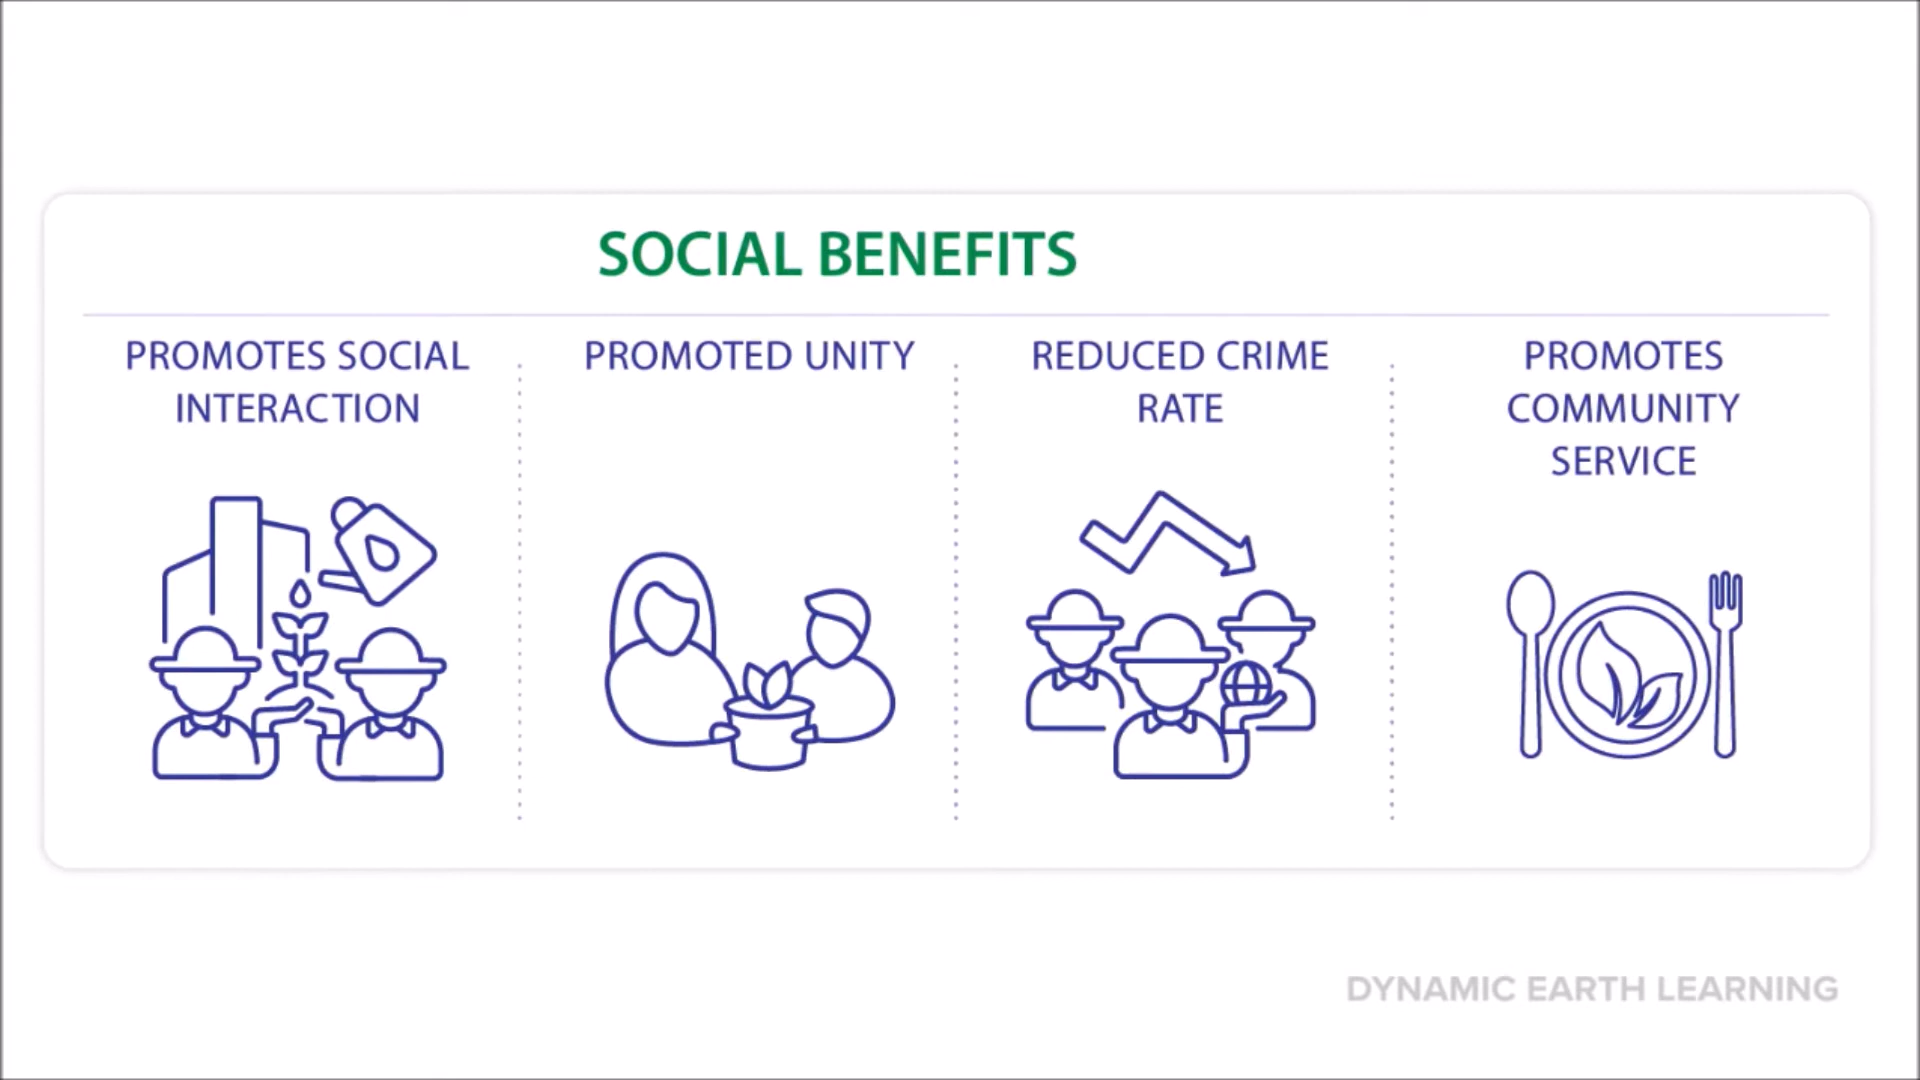 SOCIAL BENEFITS
PROMOTES SOCIAL
INTERACTION
PROMOTED UNITY
REDUCED CRIME
RATE
PROMOTES
COMMUNITY
SERVICE
DYNAMIC EARTH LEARNING